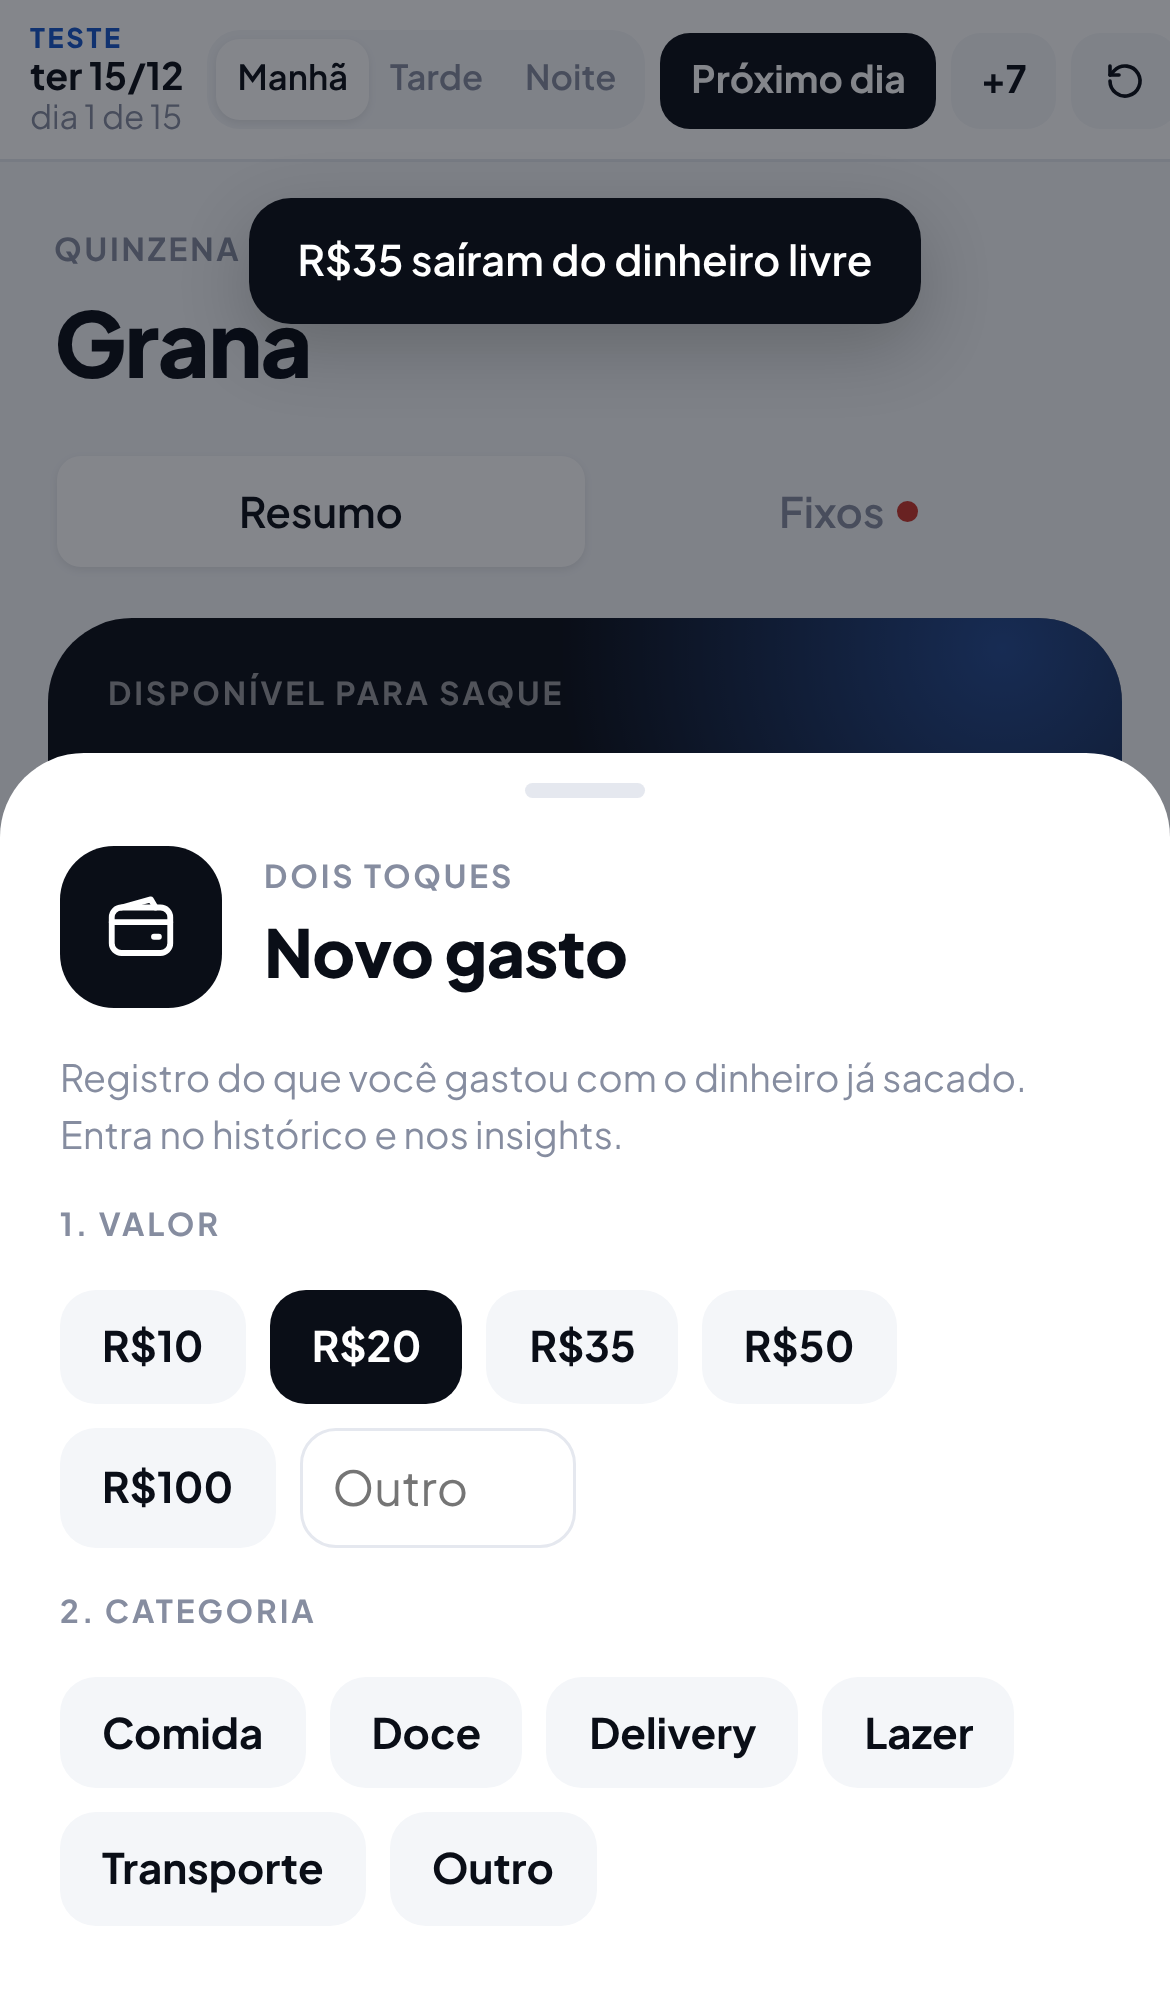 TESTE
ter 15/12
dia 1 de 15
Manhã
Tarde
Noite
Próximo dia
+7
R$35 saíram do dinheiro livre
QUINZENA
Grana
Resumo
Fixos
DISPONÍVEL PARA SAQUE
DOIS TOQUES
Novo gasto
Registro do que você gastou com o dinheiro já sacado.
Entra no histórico e nos insights.
1. VALOR
R$10
R$20
R$35
R$50
R$100
Outro
2. CATEGORIA
Comida
Doce
Delivery
Lazer
Transporte
Outro